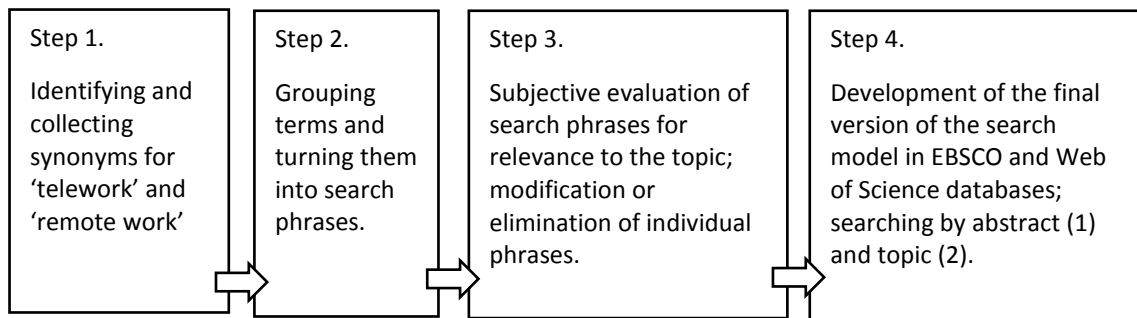 Step 1.
Identifying and
collecting
synonyms for
‘telework’ and
‘remote work’
Step 2.
Grouping
terms and
turning them
into search
phrases.
Step 3.
Subjective evaluation of
search phrases for
relevance to the topic;
modification or
elimination of individual
phrases.
Step 4.
Development of the final
version of the search
model in EBSCO and Web
of Science databases;
searching by abstract (1)
and topic (2).